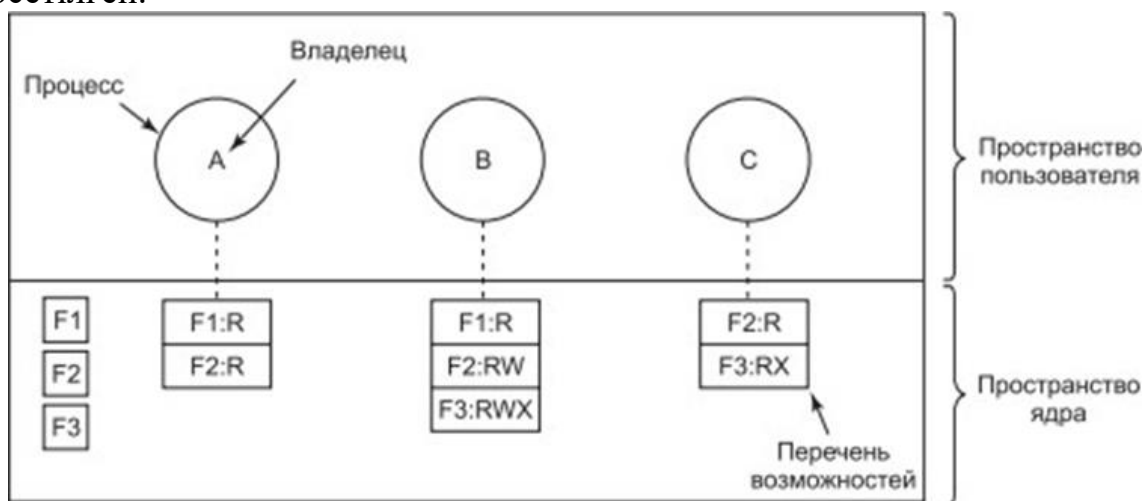 Владелец
Процесс
A
B
C
Пространство
пользователя
F1
F2
F3
F1:R
F2:R
F1:R
F2:RW
F3:RWX
F2:R
F3:RX
Пространство
ядра
Перечень
возможностей